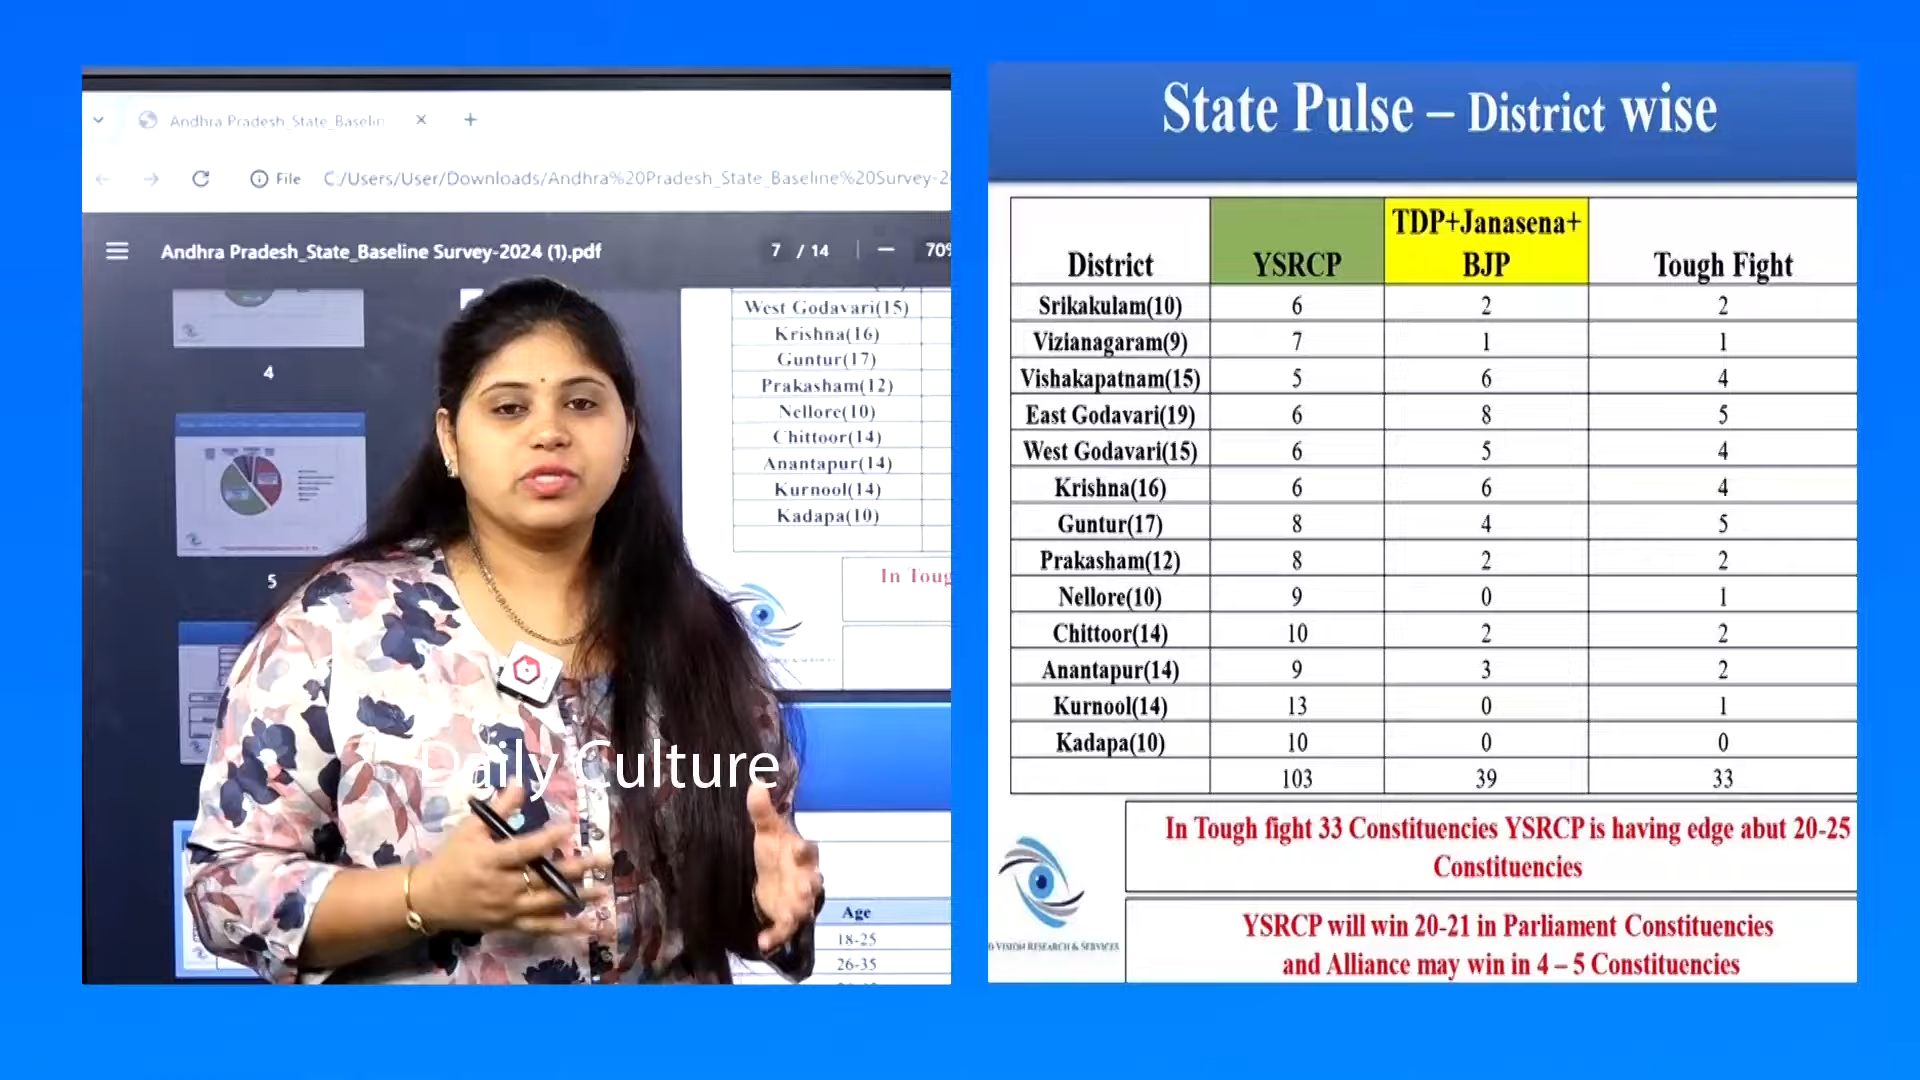 Andhra Pradesh_State_Baselin
File C:/Users/User/Downloads/Andhra%20Pradesh_State_Baseline%20Survey-2
Andhra Pradesh_State_Baseline Survey-2024 (1).pdf 7 / 14 70%
4
5
West Godavari(15)
Krishna(16)
Guntur(17)
Prakasham(12)
Nellore(10)
Chittoor(14)
Anantapur(14)
Kurnool(14)
Kadapa(10)
In Toug
Age
18-25
26-35
Daily Culture
State Pulse – District wise
District YSRCP TDP+Janasena+
BJP Tough Fight
Srikakulam(10) 6 2 2
Vizianagaram(9) 7 1 1
Vishakapatnam(15) 5 6 4
East Godavari(19) 6 8 5
West Godavari(15) 6 5 4
Krishna(16) 6 6 4
Guntur(17) 8 4 5
Prakasham(12) 8 2 2
Nellore(10) 9 0 1
Chittoor(14) 10 2 2
Anantapur(14) 9 3 2
Kurnool(14) 13 0 1
Kadapa(10) 10 0 0
103 39 33
In Tough fight 33 Constituencies YSRCP is having edge abut 20-25
Constituencies
YSRCP will win 20-21 in Parliament Constituencies
and Alliance may win in 4 – 5 Constituencies
VISION RESEARCH & SERVICES